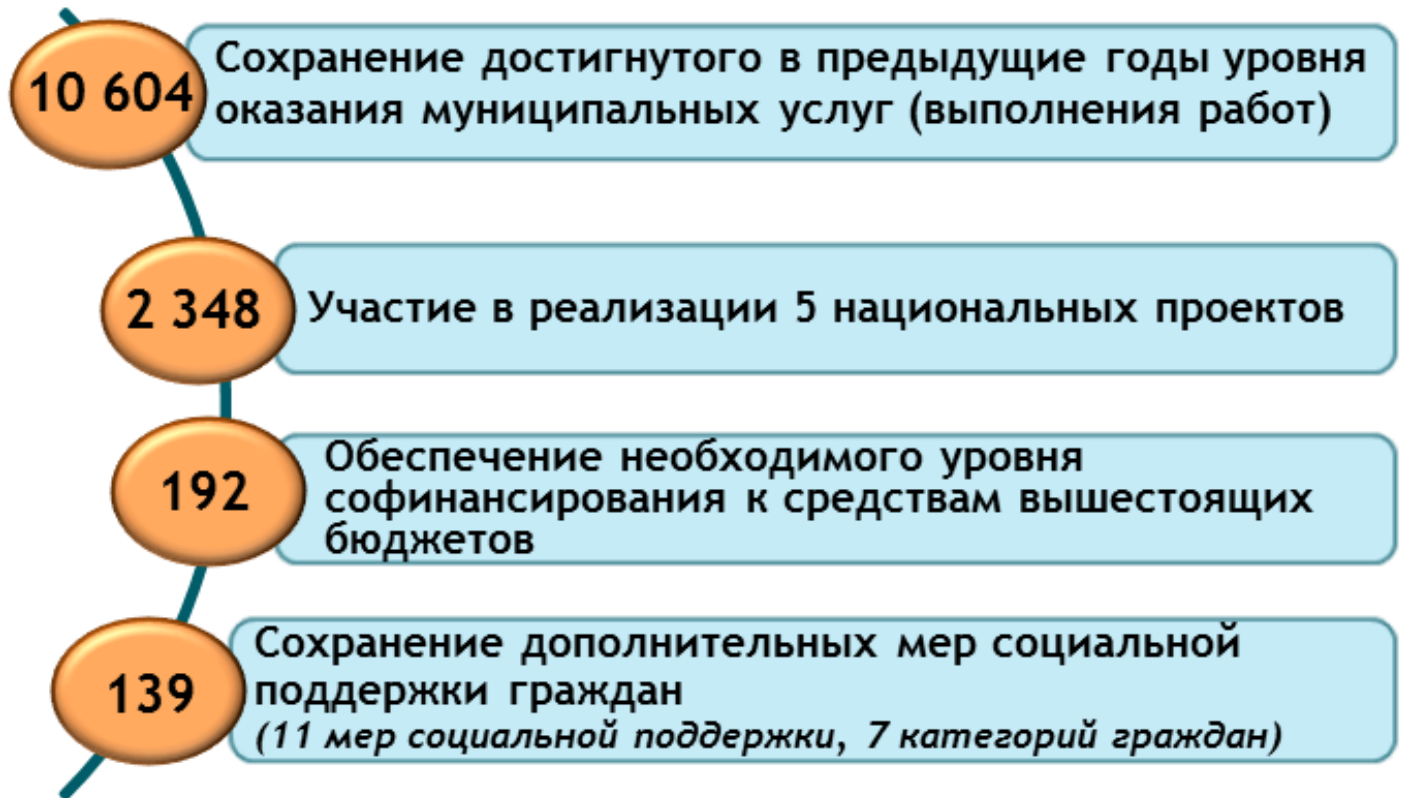 10 604
Сохранение достигнутого в предыдущие годы уровня
оказания муниципальных услуг (выполнения работ)
2 348
Участие в реализации 5 национальных проектов
192
Обеспечение необходимого уровня
софинансирования к средствам вышестоящих
бюджетов
139
Сохранение дополнительных мер социальной
поддержки граждан
(11 мер социальной поддержки, 7 категорий граждан)